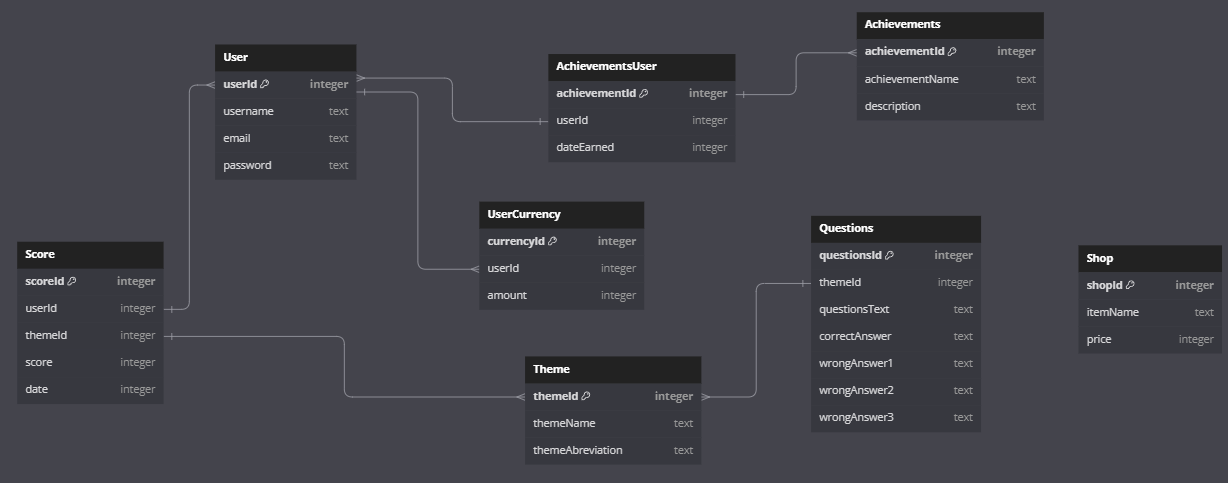 User
userId integer
username text
email text
password text
AchievementsUser
achievementId integer
userId integer
dateEarned integer
Achievements
achievementId integer
achievementName text
description text
Score
scoreId integer
userId integer
themeId integer
score integer
date integer
UserCurrency
currencyId integer
userId integer
amount integer
Theme
themeId integer
themeName text
themeAbreviation text
Questions
questionsId integer
themeId integer
questionsText text
correctAnswer text
wrongAnswer1 text
wrongAnswer2 text
wrongAnswer3 text
Shop
shopId integer
itemName text
price integer